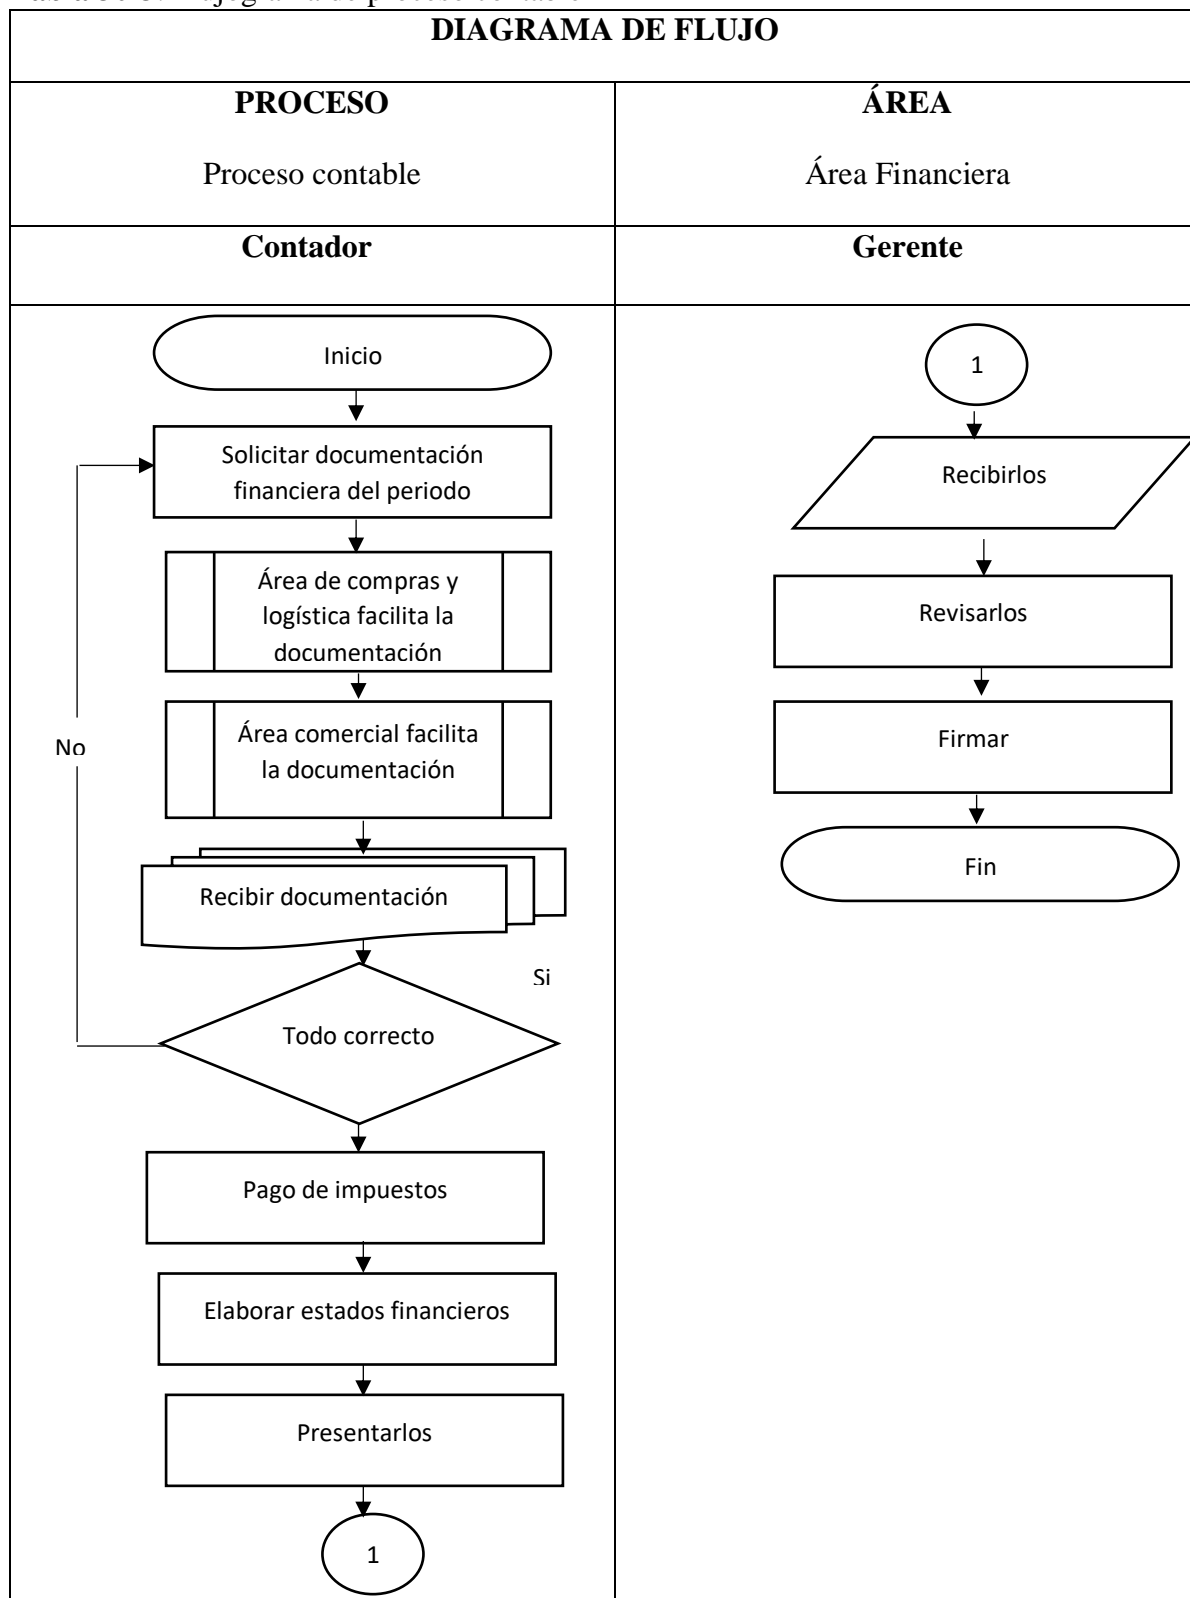 DIAGRAMA DE FLUJO
PROCESO
Proceso contable
ÁREA
Área Financiera
Contador
Gerente
Inicio
Solicitar documentación
financiera del periodo
Área de compras y
logística facilita la
documentación
Área comercial facilita
la documentación
No
Recibir documentación
Si
Todo correcto
Pago de impuestos
Elaborar estados financieros
Presentarlos
1
1
Recibirlos
Revisarlos
Firmar
Fin